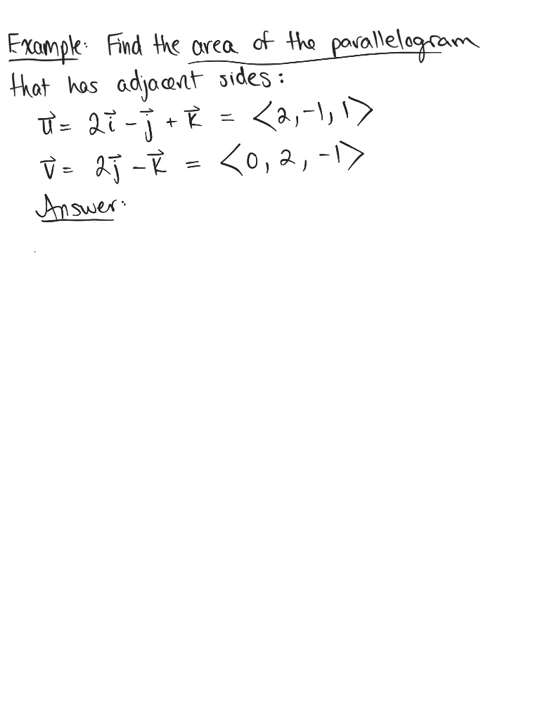 Example: Find the area of the parallelogram
that has adjacent sides:
u⃗ = 2i⃗ - j⃗ + k⃗ = <2, -1, 1>
v⃗ = 2j⃗ - k⃗ = <0, 2, -1>
Answer: